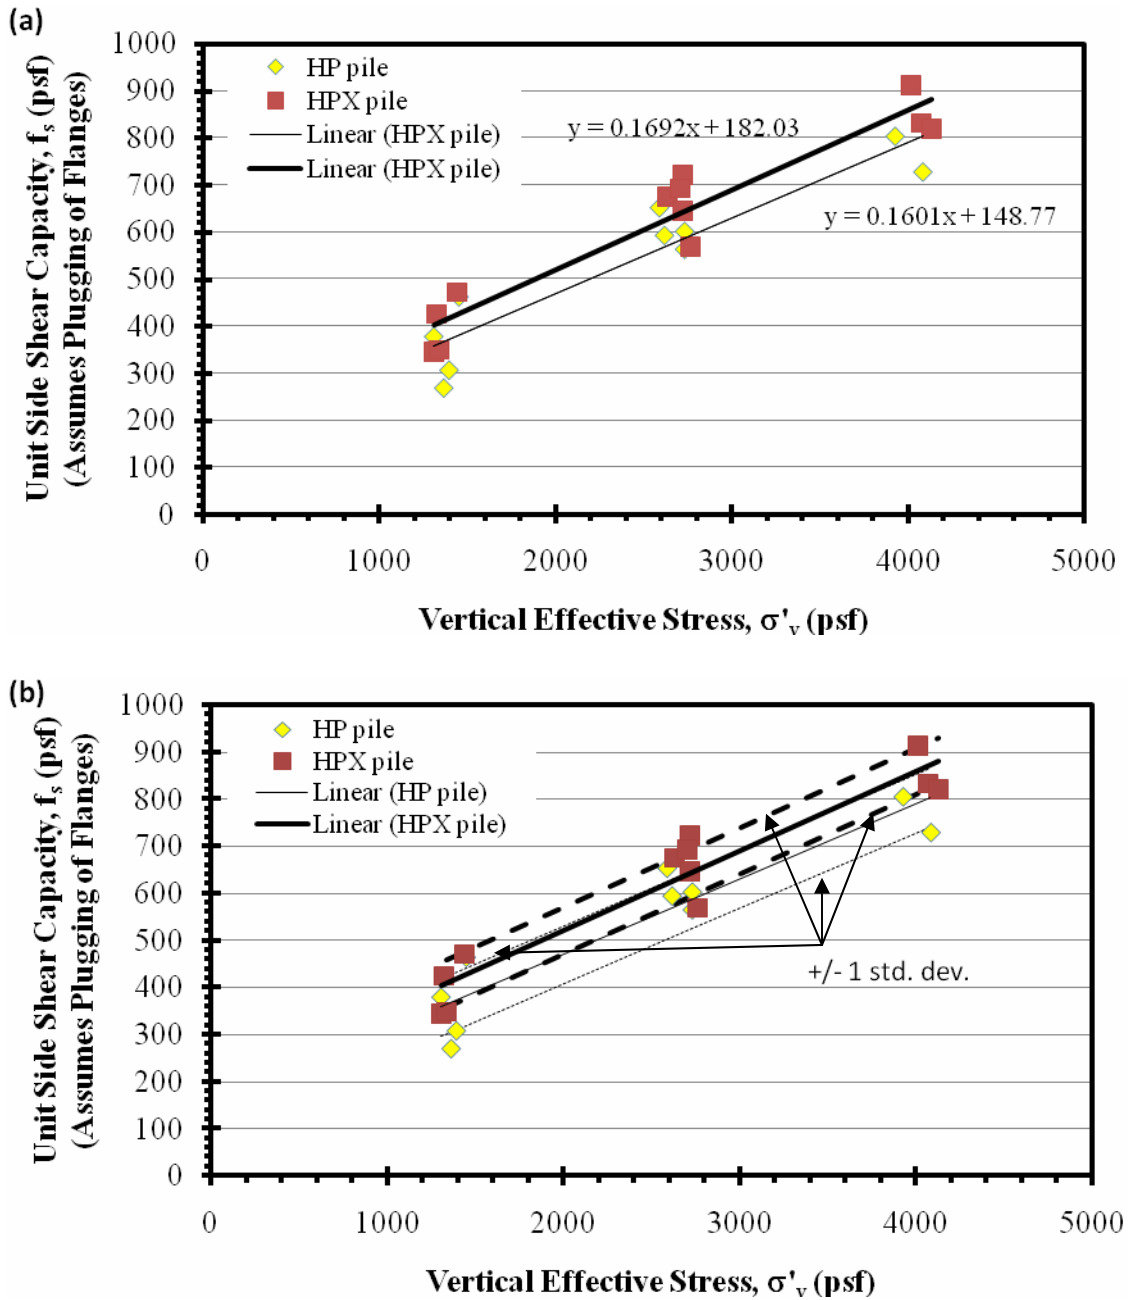 (a)
Unit Side Shear Capacity, fs (psf)
(Assumes Plugging of Flanges)
1000
900
800
700
600
500
400
300
200
100
0
HP pile
HPX pile
Linear (HPX pile)
Linear (HPX pile)
y = 0.1692x + 182.03
y = 0.1601x + 148.77
0 1000 2000 3000 4000 5000
Vertical Effective Stress, σ'v (psf)
(b)
Unit Side Shear Capacity, fs (psf)
(Assumes Plugging of Flanges)
1000
900
800
700
600
500
400
300
200
100
0
HP pile
HPX pile
Linear (HP pile)
Linear (HPX pile)
+/- 1 std. dev.
0 1000 2000 3000 4000 5000
Vertical Effective Stress, σ'v (psf)